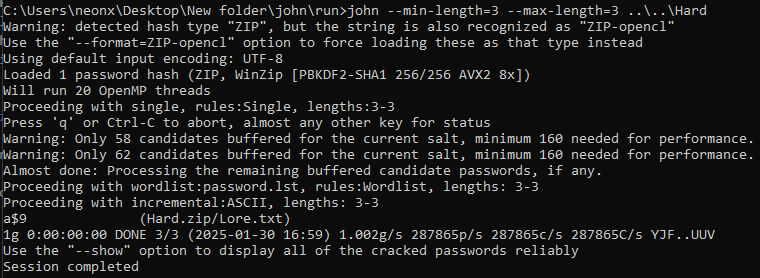 C:\Users\neonx\Desktop\New folder\john\run>john --min-length=3 --max-length=3 ..\..\Hard
Warning: detected hash type "ZIP", but the string is also recognized as "ZIP-opencl"
Use the "--format=ZIP-opencl" option to force loading these as that type instead
Using default input encoding: UTF-8
Loaded 1 password hash (ZIP, WinZip [PBKDF2-SHA1 256/256 AVX2 8x])
Will run 20 OpenMP threads
Proceeding with single, rules:Single, lengths:3-3
Press 'q' or Ctrl-C to abort, almost any other key for status
Warning: Only 58 candidates buffered for the current salt, minimum 160 needed for performance.
Warning: Only 62 candidates buffered for the current salt, minimum 160 needed for performance.
Almost done: Processing the remaining buffered candidate passwords, if any.
Proceeding with wordlist:password.lst, rules:Wordlist, lengths: 3-3
Proceeding with incremental:ASCII, lengths: 3-3
a$9              (Hard.zip/Lore.txt)
1g 0:00:00:00 DONE 3/3 (2025-01-30 16:59) 1.002g/s 287865p/s 287865c/s 287865C/s YJF..UUV
Use the "--show" option to display all of the cracked passwords reliably
Session completed